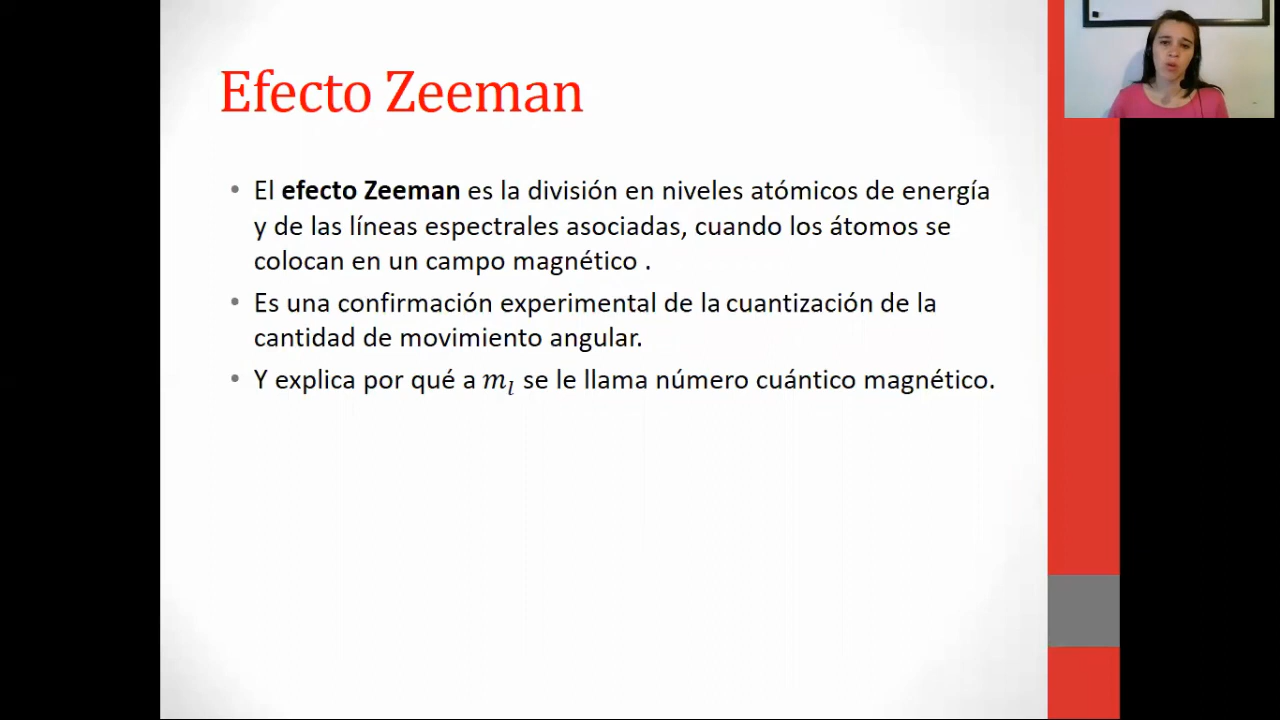 Efecto Zeeman
• El efecto Zeeman es la división en niveles atómicos de energía
y de las líneas espectrales asociadas, cuando los átomos se
colocan en un campo magnético .
• Es una confirmación experimental de la cuantización de la
cantidad de movimiento angular.
• Y explica por qué a m_l se le llama número cuántico magnético.